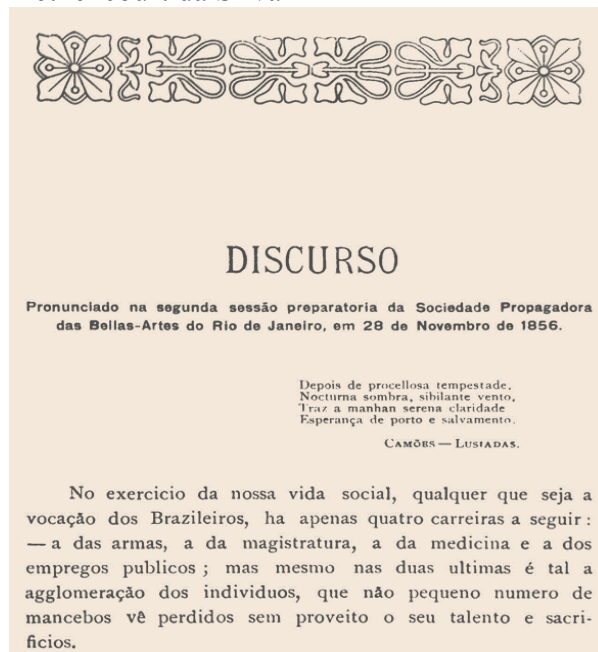 DISCURSO
Pronunciado na segunda sessão preparatoria da Sociedade Propagadora
das Bellas-Artes do Rio de Janeiro, em 28 de Novembro de 1856.
Depois de procellosa tempestade,
Nocturna sombra, sibilante vento,
Traz a manhan serena claridade
Esperança de porto e salvamento.
CAMÕES — LUSIADAS.
No exercicio da nossa vida social, qualquer que seja a
vocação dos Brazileiros, ha apenas quatro carreiras a seguir :
— a das armas, a da magistratura, a da medicina e a dos
empregos publicos ; mas mesmo nas duas ultimas é tal a
agglomeração dos individuos, que não pequeno numero de
mancebos vê perdidos sem proveito o seu talento e sacri-
ficios.